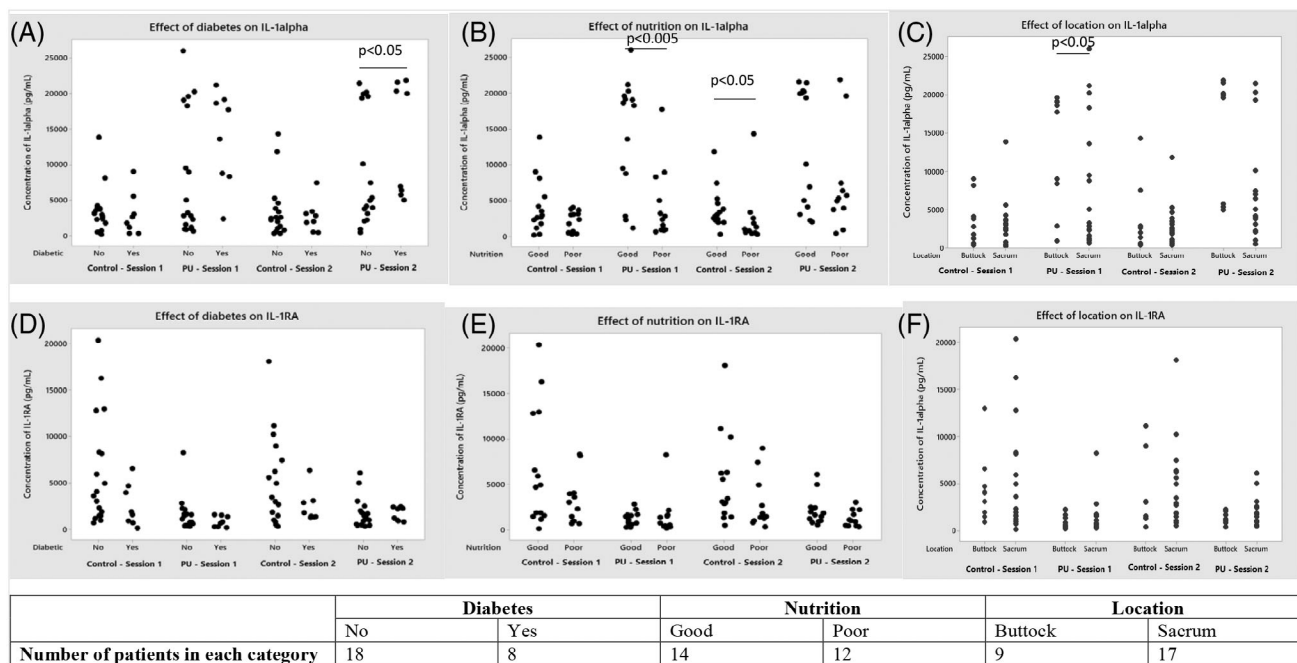 (A)
Effect of diabetes on IL-1alpha
p<0.05
25000
20000
15000
10000
5000
0
Concentration of IL-1alpha (pg/mL)
Diabetic No Yes No Yes No Yes No Yes
Control - Session 1 PU - Session 1 Control - Session 2 PU - Session 2
(B)
Effect of nutrition on IL-1alpha
p<0.005
p<0.05
25000
20000
15000
10000
5000
0
Concentration of IL-1alpha (pg/mL)
Nutrition Good Poor Good Poor Good Poor Good Poor
Control - Session 1 PU - Session 1 Control - Session 2 PU - Session 2
(C)
Effect of location on IL-1alpha
p<0.05
25000
20000
15000
10000
5000
0
Concentration of IL-1alpha (pg/mL)
Location Buttock Sacrum Buttock Sacrum Buttock Sacrum Buttock Sacrum
Control - Session 1 PU - Session 1 Control - Session 2 PU - Session 2
(D)
Effect of diabetes on IL-1RA
20000
15000
10000
5000
0
Concentration of IL-1RA (pg/mL)
Diabetic No Yes No Yes No Yes No Yes
Control - Session 1 PU - Session 1 Control - Session 2 PU - Session 2
(E)
Effect of nutrition on IL-1RA
20000
15000
10000
5000
0
Concentration of IL-1RA (pg/mL)
Nutrition Good Poor Good Poor Good Poor Good Poor
Control - Session 1 PU - Session 1 Control - Session 2 PU - Session 2
(F)
Effect of location on IL-1RA
20000
15000
10000
5000
0
Concentration of IL-1alpha (pg/mL)
Location Buttock Sacrum Buttock Sacrum Buttock Sacrum Buttock Sacrum
Control - Session 1 PU - Session 1 Control - Session 2 PU - Session 2
Diabetes Nutrition Location
No Yes Good Poor Buttock Sacrum
Number of patients in each category 18 8 14 12 9 17